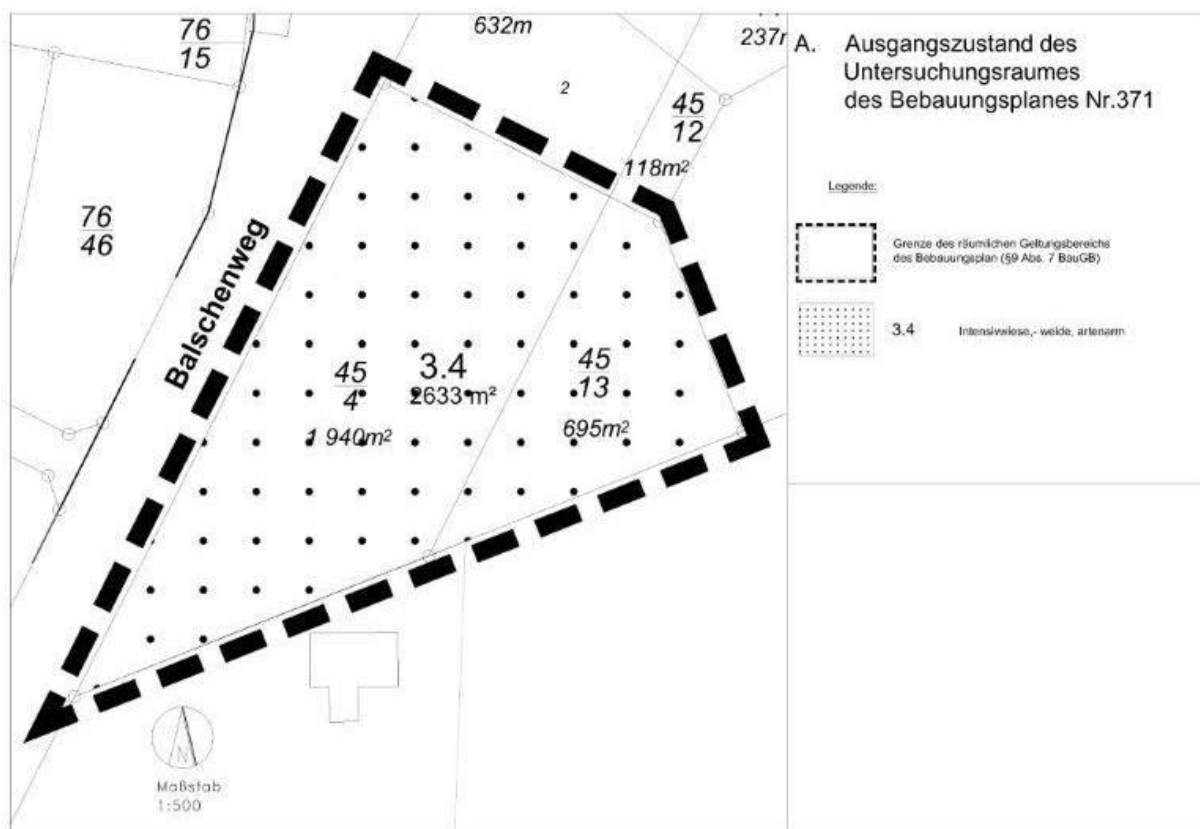 76
15
632m
237
2
45
12
118m²
76
46
Balschenweg
45
4
1 940m²
3.4
2633 m²
45
13
695m²
N
Maßstab
1:500
A. Ausgangszustand des
Untersuchungsraumes
des Bebauungsplanes Nr.371
Legende:
Grenze des räumlichen Geltungsbereichs
des Bebauungsplan (§9 Abs. 7 BauGB)
3.4 Intensivwiese,- weide, artenarm